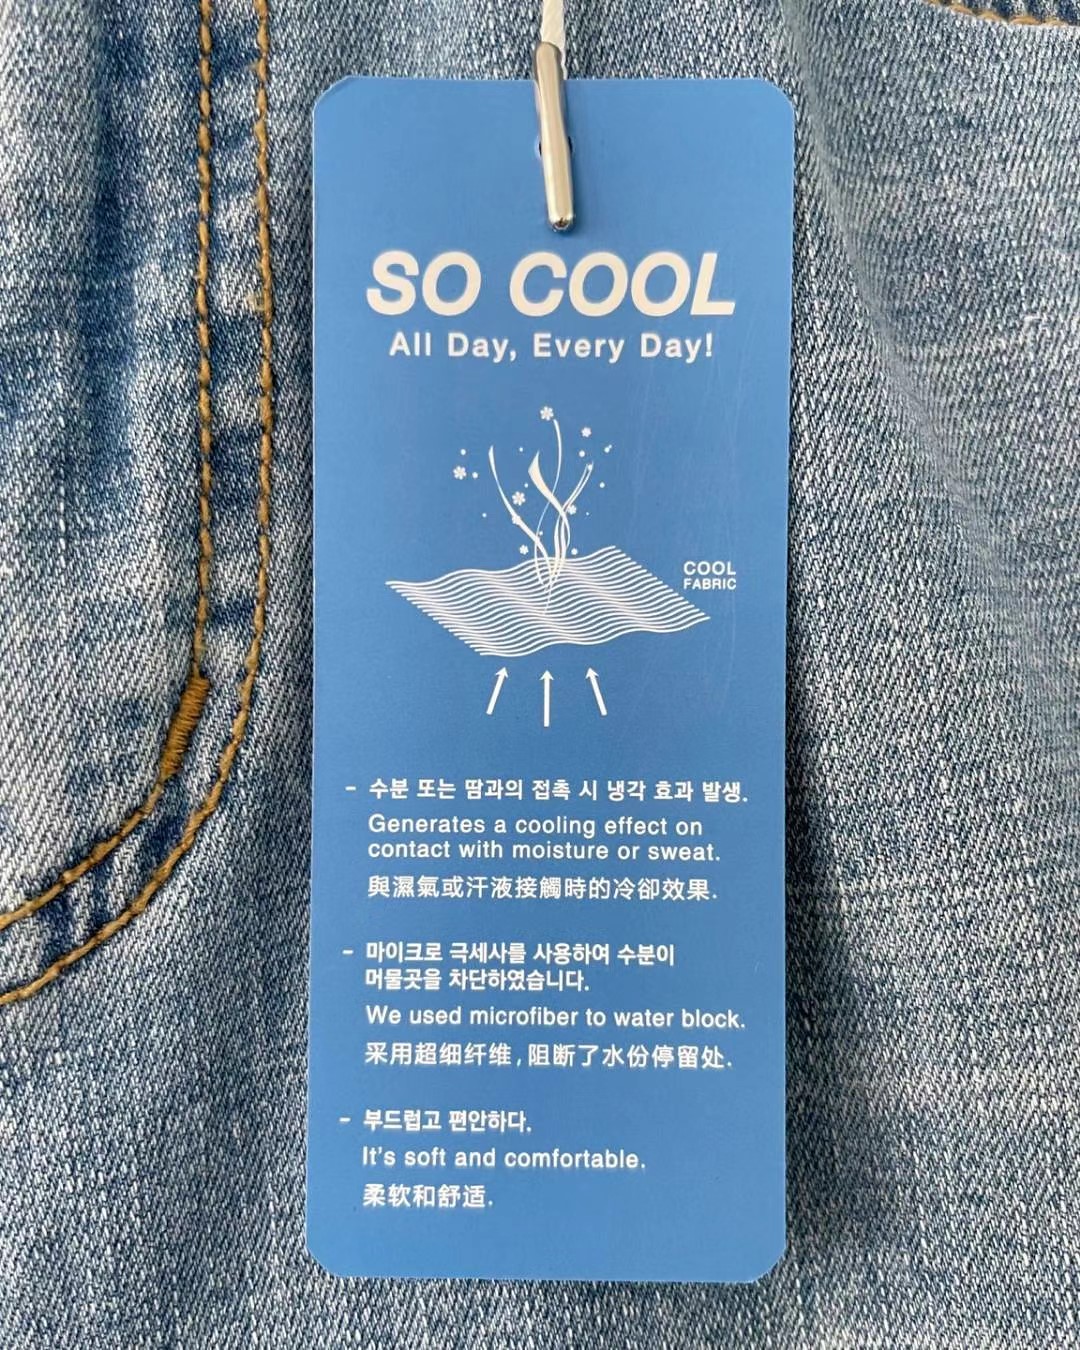 SO COOL
All Day, Every Day!
COOL
FABRIC
- 수분 또는 땀과의 접촉 시 냉각 효과 발생.
Generates a cooling effect on
contact with moisture or sweat.
與濕氣或汗液接觸時的冷卻效果.
- 마이크로 극세사를 사용하여 수분이
머물곳을 차단하였습니다.
We used microfiber to water block.
采用超细纤维,阻断了水份停留处.
- 부드럽고 편안하다.
It's soft and comfortable.
柔软和舒适.